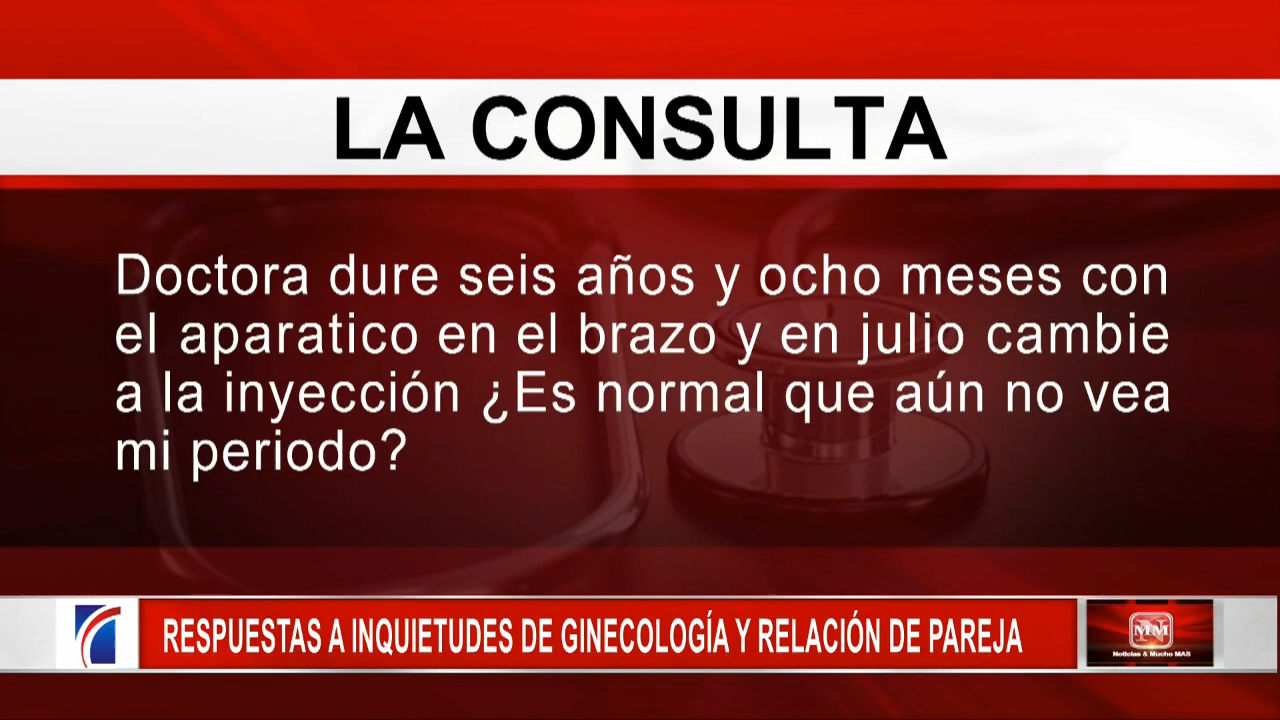 LA CONSULTA
Doctora dure seis años y ocho meses con
el aparatico en el brazo y en julio cambie
a la inyección ¿Es normal que aún no vea
mi periodo?
RESPUESTAS A INQUIETUDES DE GINECOLOGÍA Y RELACIÓN DE PAREJA
NMM
Noticias & Mucho MAS